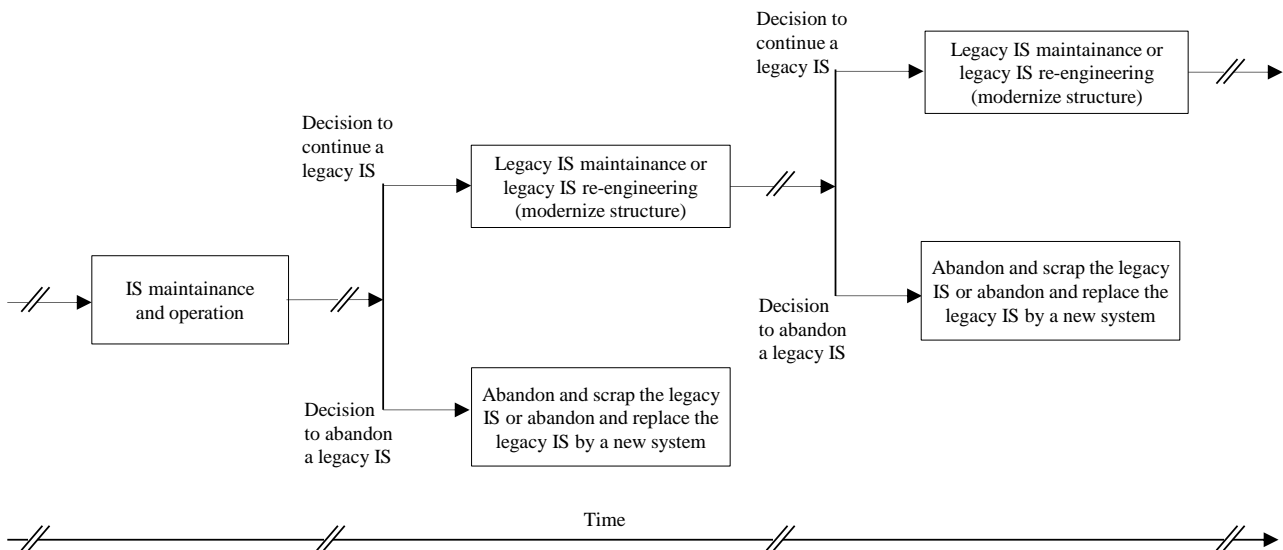 Decision to
continue a
legacy IS
Legacy IS maintainance or
legacy IS re-engineering
(modernize structure)
Decision to
continue a
legacy IS
Legacy IS maintainance or
legacy IS re-engineering
(modernize structure)
IS maintainance
and operation
Abandon and scrap the legacy
IS or abandon and replace the
legacy IS by a new system
Decision
to abandon
a legacy IS
Abandon and scrap the legacy
IS or abandon and replace the
legacy IS by a new system
Decision
to abandon
a legacy IS
Time